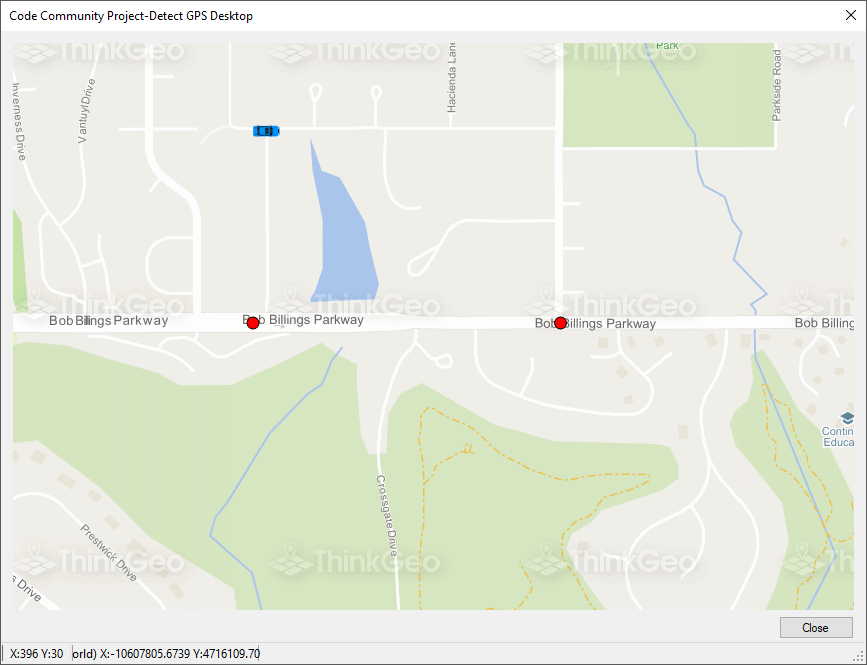 Code Community Project-Detect GPS Desktop
ThinkGeo
ThinkGeo
ThinkGeo
Park
Inverness Drive
Vantuyl Drive
Hacienda Lane
Parkside Road
ThinkGeo
ThinkGeo
ThinkGeo
Bob Billings Parkway
Bob Billings Parkway
Bob Billings Parkway
Bob Billing
Contin
Educa
Crossgate Drive
Prestwick Drive
ThinkGeo
ThinkGeo
ThinkGeo
s Drive
Close
X:396 Y:30 orld) X:-10607805.6739 Y:4716109.70